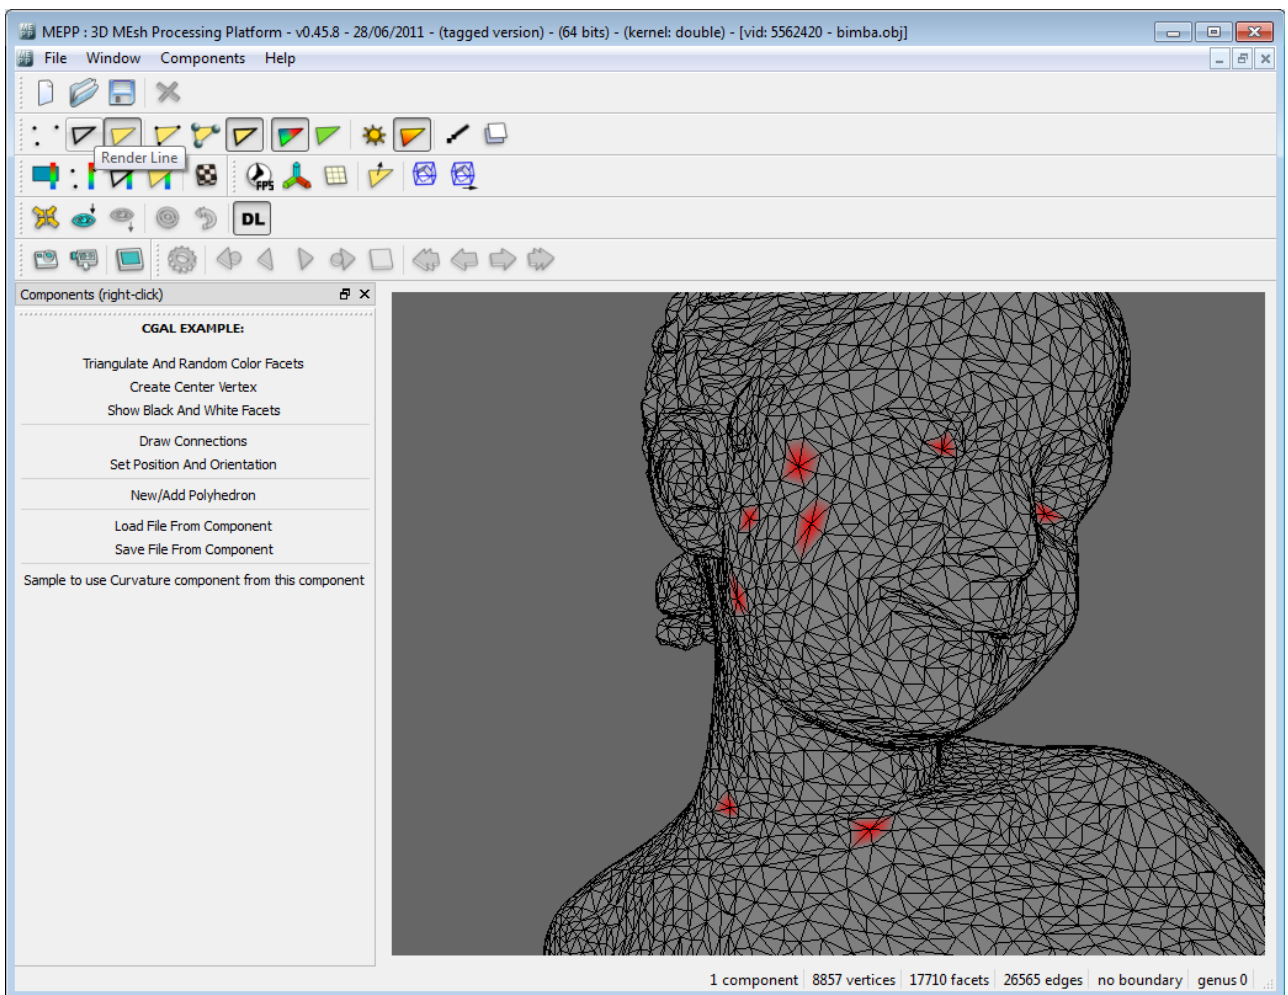 MEPP : 3D MEsh Processing Platform - v0.45.8 - 28/06/2011 - (tagged version) - (64 bits) - (kernel: double) - [vid: 5562420 - bimba.obj]
File Window Components Help
Render Line
FPS
DL
Components (right-click)
CGAL EXAMPLE:
Triangulate And Random Color Facets
Create Center Vertex
Show Black And White Facets
Draw Connections
Set Position And Orientation
New/Add Polyhedron
Load File From Component
Save File From Component
Sample to use Curvature component from this component
1 component 8857 vertices 17710 facets 26565 edges no boundary genus 0